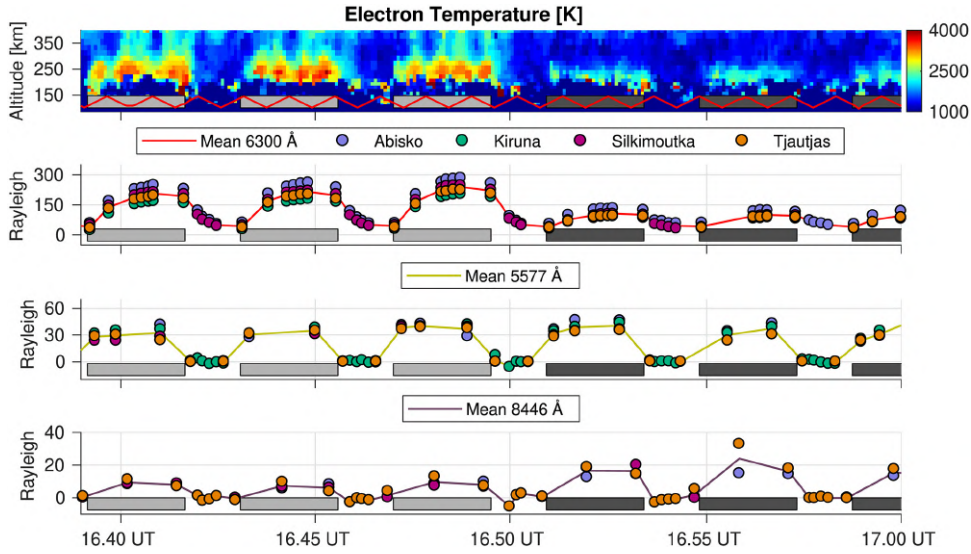 Electron Temperature [K]
Altitude [km]
350
250
150
4000
2500
1000
Mean 6300 Å Abisko Kiruna Silkimoutka Tjautjas
Rayleigh
300
150
0
Mean 5577 Å
Rayleigh
60
30
0
Mean 8446 Å
Rayleigh
40
20
0
16.40 UT 16.45 UT 16.50 UT 16.55 UT 17.00 UT